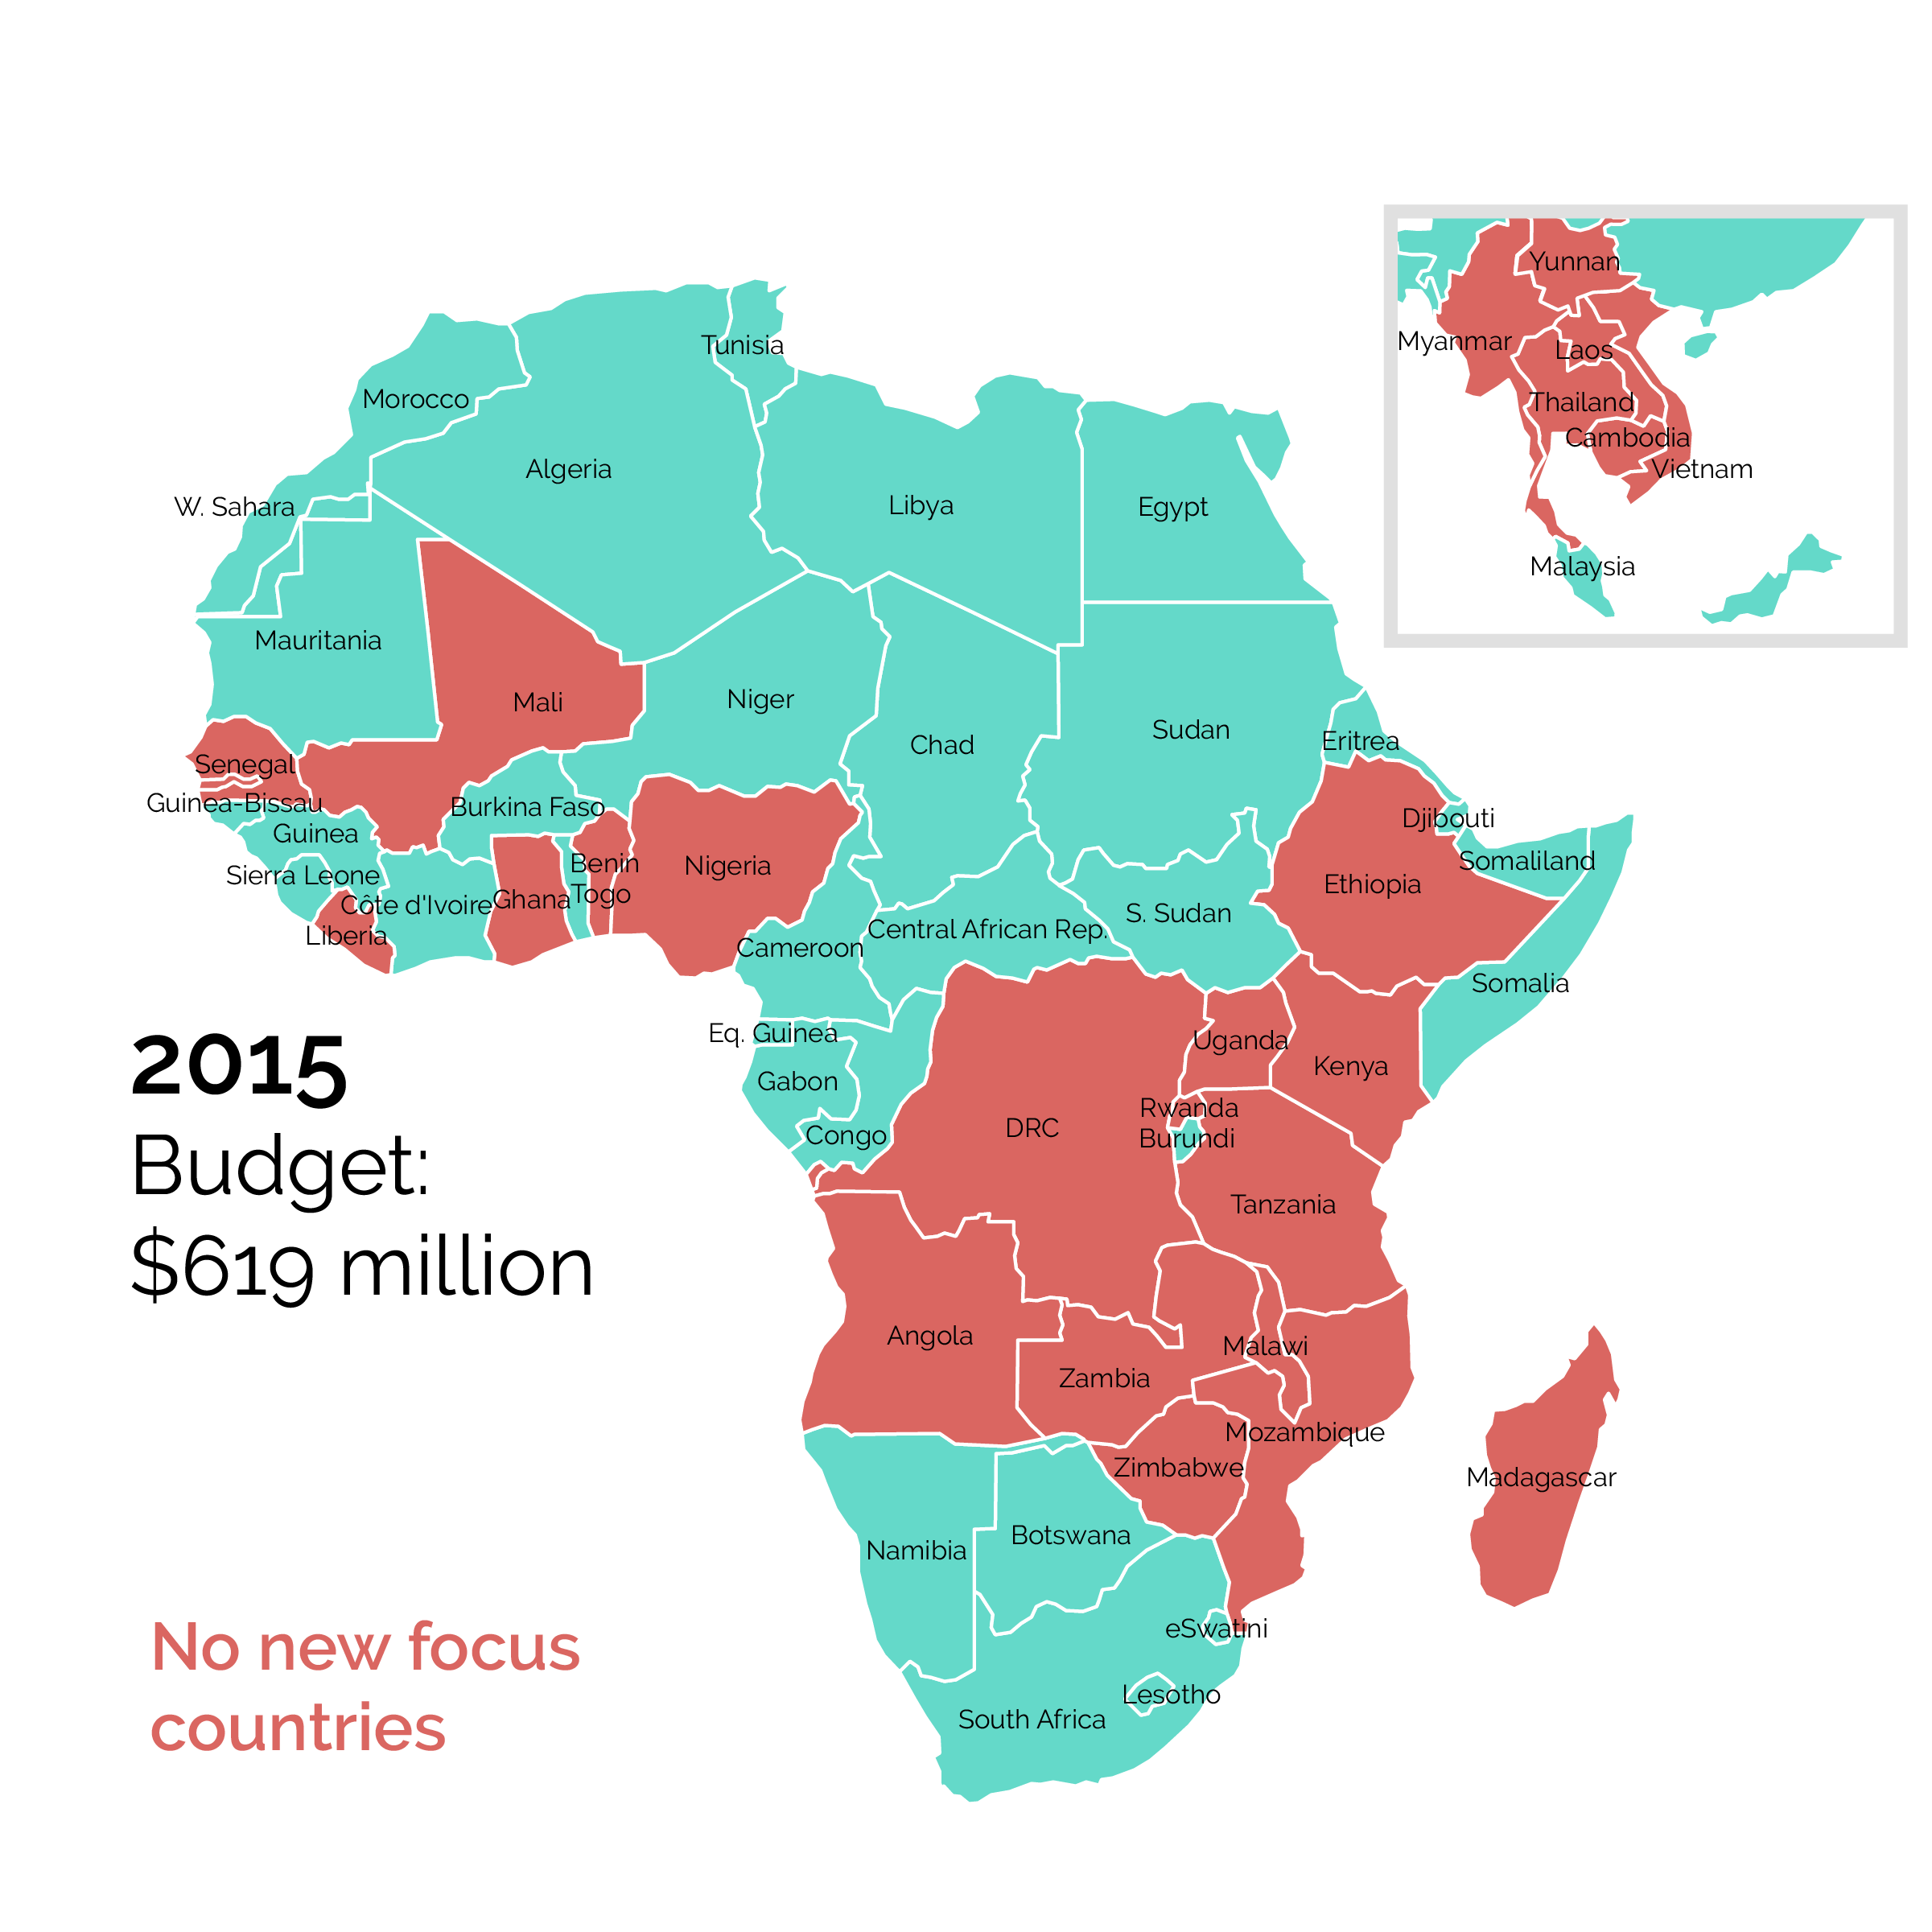 Yunnan
Myanmar
Laos
Tunisia
Morocco
Thailand
Cambodia
Algeria
Vietnam
W. Sahara
Libya
Egypt
Malaysia
Mauritania
Mali
Niger
Sudan
Eritrea
Chad
Senegal
Guinea-Bissau
Burkina Faso
Djibouti
Guinea
Benin
Nigeria
Somaliland
Sierra Leone
Ethiopia
Togo
Côte d'Ivoire
Ghana
S. Sudan
Central African Rep.
Liberia
Cameroon
Somalia
Eq. Guinea
Uganda
2015
Kenya
Gabon
Rwanda
DRC
Congo
Burundi
Budget:
Tanzania
$619 million
Angola
Malawi
Zambia
Mozambique
Zimbabwe
Madagascar
Botswana
Namibia
eSwatini
No new focus
countries
Lesotho
South Africa